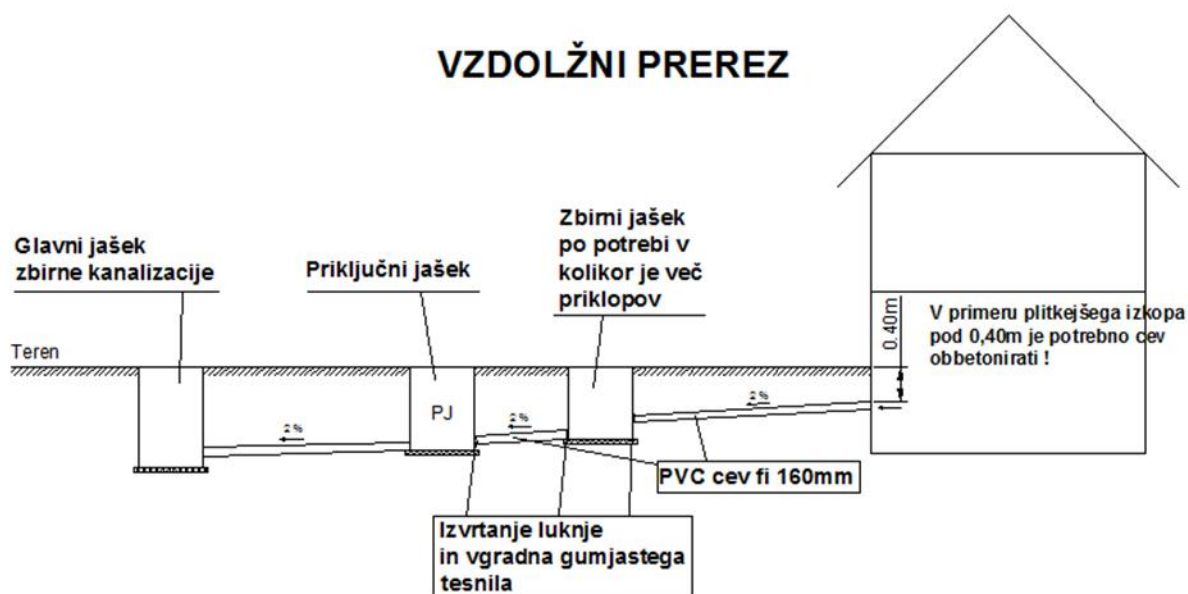 VZDOLŽNI PREREZ
Glavni jašek
zbirne kanalizacije
Priključni jašek
Zbirni jašek
po potrebi v
kolikor je več
priklopov
0.40m
V primeru plitkejšega izkopa
pod 0,40m je potrebno cev
obbetonirati !
Teren
PJ
2 %
2 %
2 %
PVC cev fi 160mm
Izvrtanje luknje
in vgradna gumjastega
tesnila